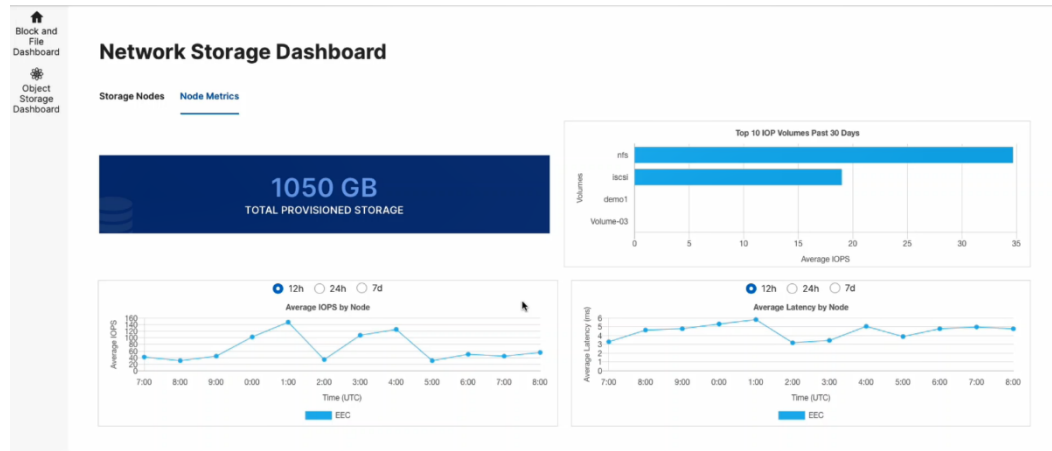 Block and
File
Dashboard
Object
Storage
Dashboard
Network Storage Dashboard
Storage Nodes Node Metrics
1050 GB
TOTAL PROVISIONED STORAGE
Top 10 IOP Volumes Past 30 Days
Volumes
nfs
iscsi
demo1
Volume-03
0 5 10 15 20 25 30 35
Average IOPS
12h 24h 7d
Average IOPS by Node
Average IOPS
160
140
120
100
80
60
40
20
0
7:00 8:00 9:00 0:00 1:00 2:00 3:00 4:00 5:00 6:00 7:00 8:00
Time (UTC)
EEC
12h 24h 7d
Average Latency by Node
Average Latency (ms)
6
5
4
3
2
1
0
7:00 8:00 9:00 0:00 1:00 2:00 3:00 4:00 5:00 6:00 7:00 8:00
Time (UTC)
EEC